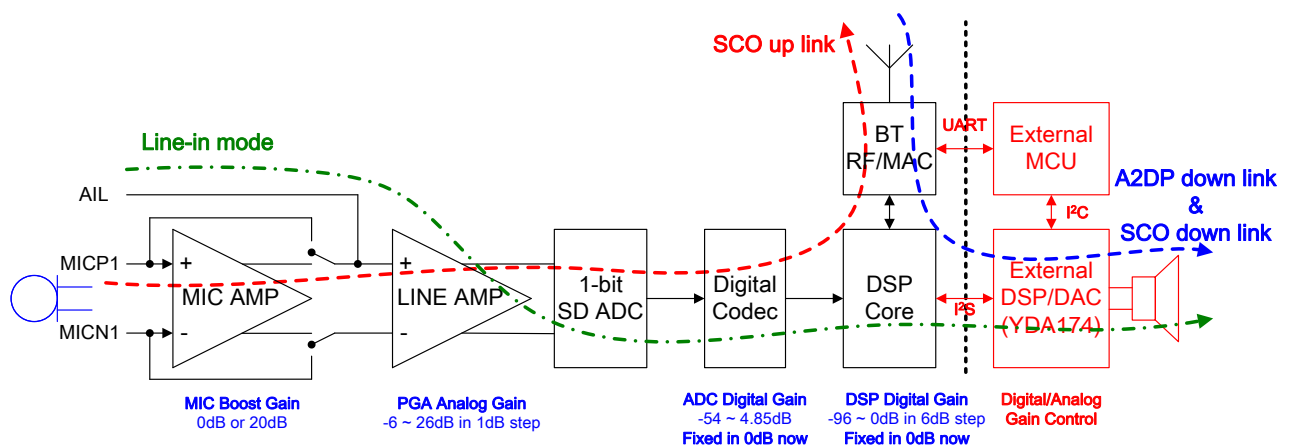 SCO up link
Line-in mode
UART
BT
RF/MAC
External
MCU
A2DP down link
&
SCO down link
AIL
I²C
MICP1
MIC AMP
MICN1
+
-
LINE AMP
+
-
1-bit
SD ADC
Digital
Codec
DSP
Core
I²S
External
DSP/DAC
(YDA174)
MIC Boost Gain
0dB or 20dB
PGA Analog Gain
-6 ~ 26dB in 1dB step
ADC Digital Gain
-54 ~ 4.85dB
Fixed in 0dB now
DSP Digital Gain
-96 ~ 0dB in 6dB step
Fixed in 0dB now
Digital/Analog
Gain Control